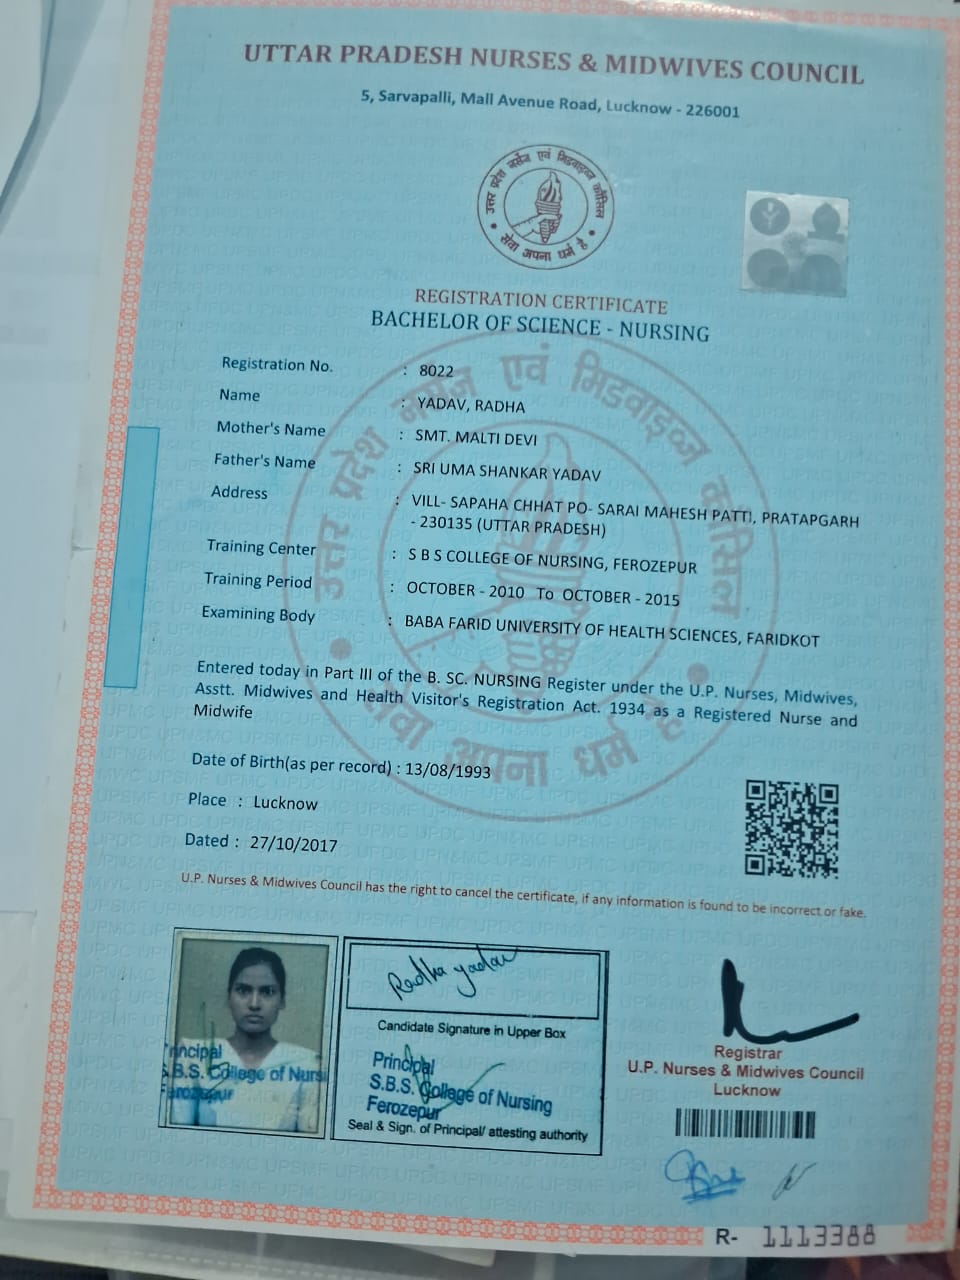 UTTAR PRADESH NURSES & MIDWIVES COUNCIL
5, Sarvapalli, Mall Avenue Road, Lucknow - 226001
उत्तर प्रदेश नर्सेज एवं मिडवाइव्ज कौंसिल
सेवा अपना धर्म है
REGISTRATION CERTIFICATE
BACHELOR OF SCIENCE - NURSING
Registration No. : 8022
Name : YADAV, RADHA
Mother's Name : SMT. MALTI DEVI
Father's Name : SRI UMA SHANKAR YADAV
Address : VILL- SAPAHA CHHAT PO- SARAI MAHESH PATTI, PRATAPGARH
- 230135 (UTTAR PRADESH)
Training Center : S B S COLLEGE OF NURSING, FEROZEPUR
Training Period : OCTOBER - 2010 To OCTOBER - 2015
Examining Body : BABA FARID UNIVERSITY OF HEALTH SCIENCES, FARIDKOT
Entered today in Part III of the B. SC. NURSING Register under the U.P. Nurses, Midwives,
Asstt. Midwives and Health Visitor's Registration Act. 1934 as a Registered Nurse and
Midwife
Date of Birth(as per record) : 13/08/1993
Place : Lucknow
Dated : 27/10/2017
U.P. Nurses & Midwives Council has the right to cancel the certificate, if any information is found to be incorrect or fake.
Radha yadav
Candidate Signature in Upper Box
Principal
S.B.S. College of Nursing
Ferozepur
Seal & Sign. of Principal/ attesting authority
rincipal
S.B.S. College of Nursi
Ferozepur
Registrar
U.P. Nurses & Midwives Council
Lucknow
R- 1113388